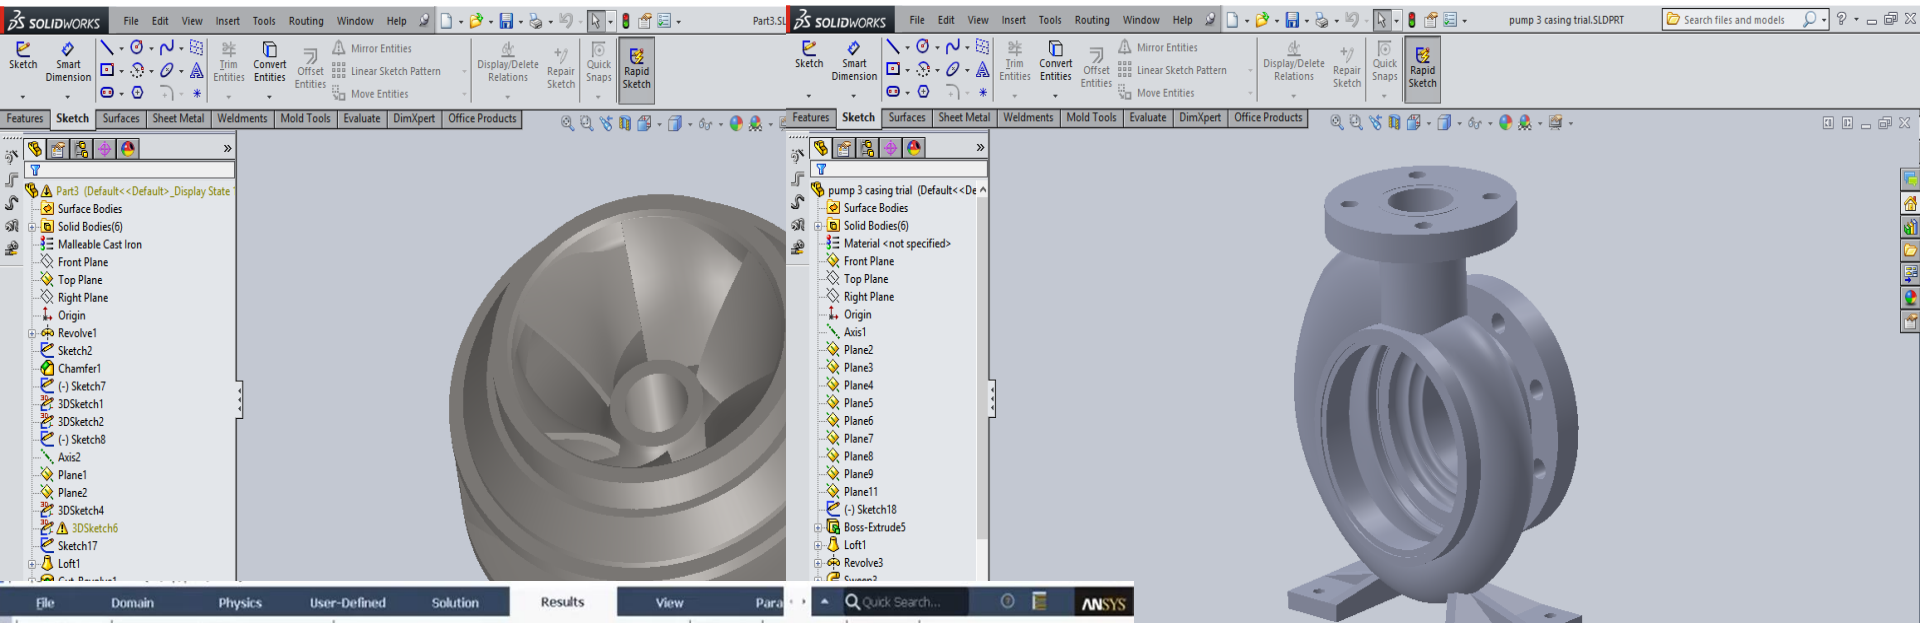 SOLIDWORKS File Edit View Insert Tools Routing Window Help Part3.SL
Sketch Smart Dimension Trim Entities Convert Entities Offset Entities Mirror Entities Linear Sketch Pattern Move Entities Display/Delete Relations Repair Sketch Quick Snaps Rapid Sketch
Features Sketch Surfaces Sheet Metal Weldments Mold Tools Evaluate DimXpert Office Products
Part3 (Default<<Default>_Display State
Surface Bodies
Solid Bodies(6)
Malleable Cast Iron
Front Plane
Top Plane
Right Plane
Origin
Revolve1
Sketch2
Chamfer1
(-) Sketch7
3DSketch1
3DSketch2
(-) Sketch8
Axis2
Plane1
Plane2
3DSketch4
3DSketch6
Sketch17
Loft1
SOLIDWORKS File Edit View Insert Tools Routing Window Help pump 3 casing trial.SLDPRT Search files and models
Sketch Smart Dimension Trim Entities Convert Entities Offset Entities Mirror Entities Linear Sketch Pattern Move Entities Display/Delete Relations Repair Sketch Quick Snaps Rapid Sketch
Features Sketch Surfaces Sheet Metal Weldments Mold Tools Evaluate DimXpert Office Products
pump 3 casing trial (Default<<De
Surface Bodies
Solid Bodies(6)
Material <not specified>
Front Plane
Top Plane
Right Plane
Origin
Axis1
Plane2
Plane3
Plane4
Plane5
Plane6
Plane7
Plane8
Plane9
Plane11
(-) Sketch18
Boss-Extrude5
Loft1
Revolve3
File Domain Physics User-Defined Solution Results View Para Quick Search... ANSYS